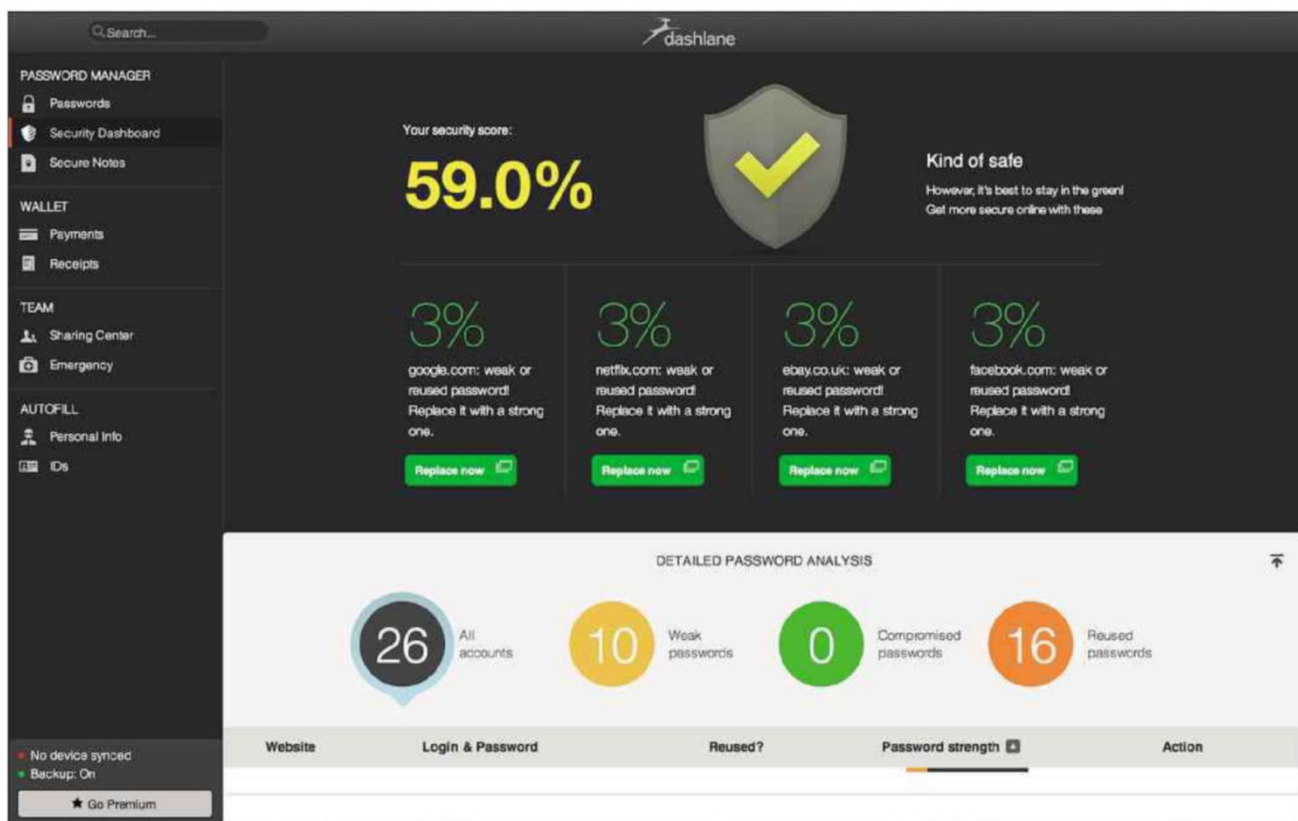 Search...
dashlane
PASSWORD MANAGER
Passwords
Security Dashboard
Secure Notes
WALLET
Payments
Receipts
TEAM
Sharing Center
Emergency
AUTOFILL
Personal Info
IDs
No device synced
Backup: On
Go Premium
Your security score:
59.0%
Kind of safe
However, it's best to stay in the green!
Get more secure online with these
3%
google.com: weak or
reused password!
Replace it with a strong
one.
Replace now
3%
netflix.com: weak or
reused password!
Replace it with a strong
one.
Replace now
3%
ebay.co.uk: weak or
reused password!
Replace it with a strong
one.
Replace now
3%
facebook.com: weak or
reused password!
Replace it with a strong
one.
Replace now
DETAILED PASSWORD ANALYSIS
26
All
accounts
10
Weak
passwords
0
Compromised
passwords
16
Reused
passwords
Website Login & Password Reused? Password strength Action